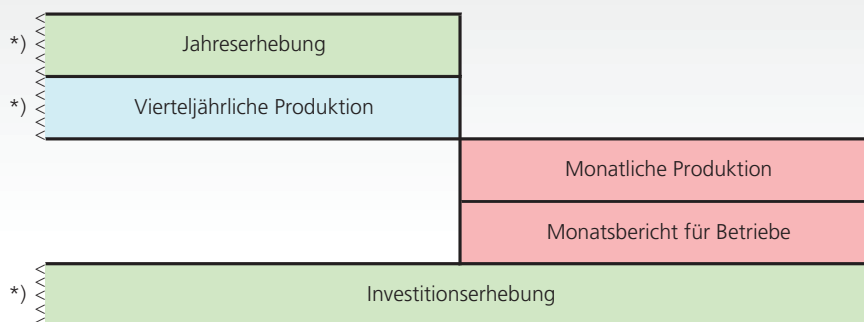 *) Jahreserhebung
*) Vierteljährliche Produktion
Monatliche Produktion
Monatsbericht für Betriebe
*) Investitionserhebung